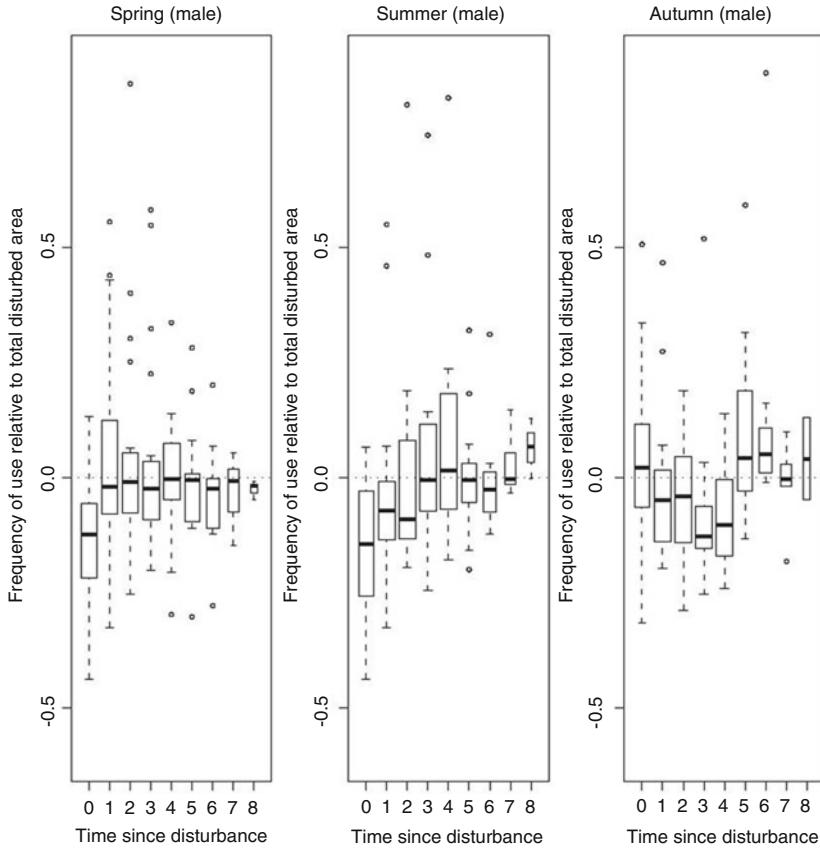 Spring (male)
Frequency of use relative to total disturbed area
0.5
0.0
-0.5
0 1 2 3 4 5 6 7 8
Time since disturbance
Summer (male)
Frequency of use relative to total disturbed area
0.5
0.0
-0.5
0 1 2 3 4 5 6 7 8
Time since disturbance
Autumn (male)
Frequency of use relative to total disturbed area
0.5
0.0
-0.5
0 1 2 3 4 5 6 7 8
Time since disturbance